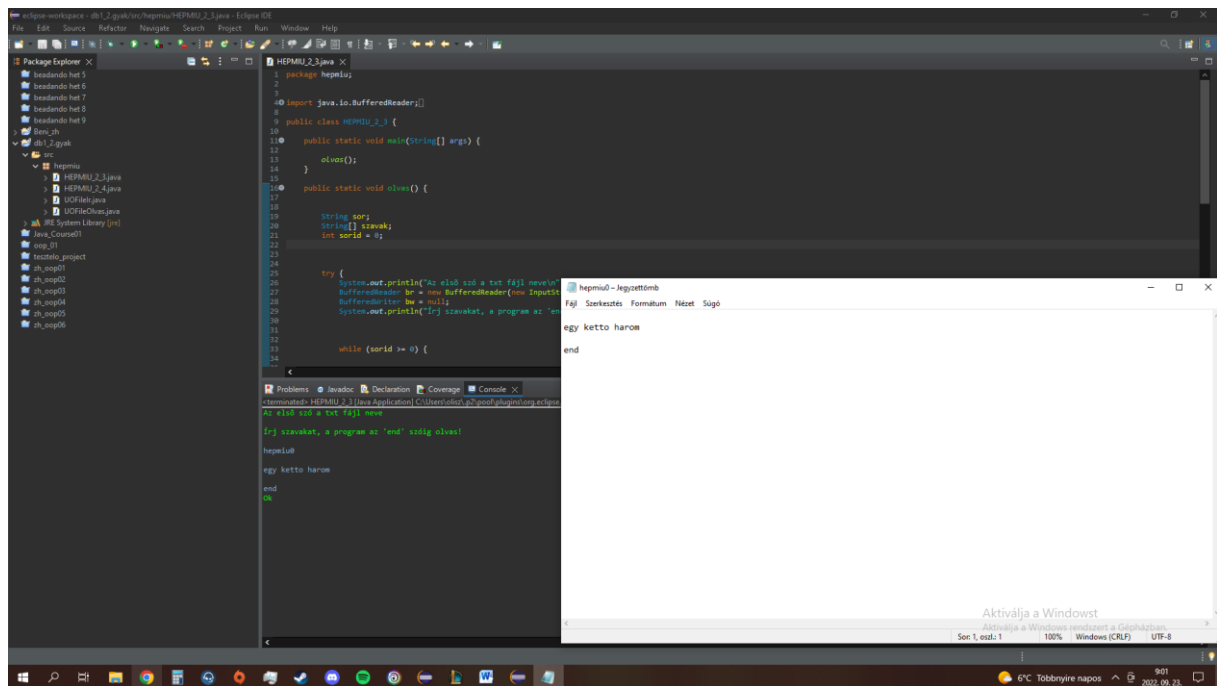 eclipse-workspace - db1_2.gyak/src/hepmiu/HEPMIU_2_3.java - Eclipse IDE
File Edit Source Refactor Navigate Search Project Run Window Help
Package Explorer
beadando het 5
beadando het 6
beadando het 7
beadando het 8
beadando het 9
Beni_zh
db1_2.gyak
src
hepmiu
HEPMIU_2_3.java
HEPMIU_2_4.java
UOFileIr.java
UOFileOlvas.java
JRE System Library [jre]
Java_Course01
oop_01
tesztelo_project
zh_oop01
zh_oop02
zh_oop03
zh_oop04
zh_oop05
zh_oop06
HEPMIU_2_3.java
1 package hepmiu;
2
3
4 import java.io.BufferedReader;
8
9 public class HEPMIU_2_3 {
10
11 public static void main(String[] args) {
12
13 olvas();
14 }
15
16 public static void olvas() {
17
18
19 String sor;
20 String[] szavak;
21 int sorid = 0;
22
23
24
25 try {
26 System.out.println("Az első szó a txt fájl neve\n"
27 BufferedReader br = new BufferedReader(new InputSt
28 BufferedWriter bw = null;
29 System.out.println("Írj szavakat, a program az 'en
30
31
32
33 while (sorid >= 0) {
34
Problems Javadoc Declaration Coverage Console
<terminated> HEPMIU_2_3 [Java Application] C:\Users\olisz\.p2\pool\plugins\org.eclipse.
Az első szó a txt fájl neve
Írj szavakat, a program az 'end' szóig olvas!
hepmiu0
egy ketto harom
end
Ok
hepmiu0 – Jegyzettömb
Fájl Szerkesztés Formátum Nézet Súgó
egy ketto harom
end
Aktiválja a Windowst
Aktiválja a Windows rendszert a Gépházban.
Sor: 1, oszl.: 1 100% Windows (CRLF) UTF-8
6°C Többnyire napos
9:01
2022. 09. 23.